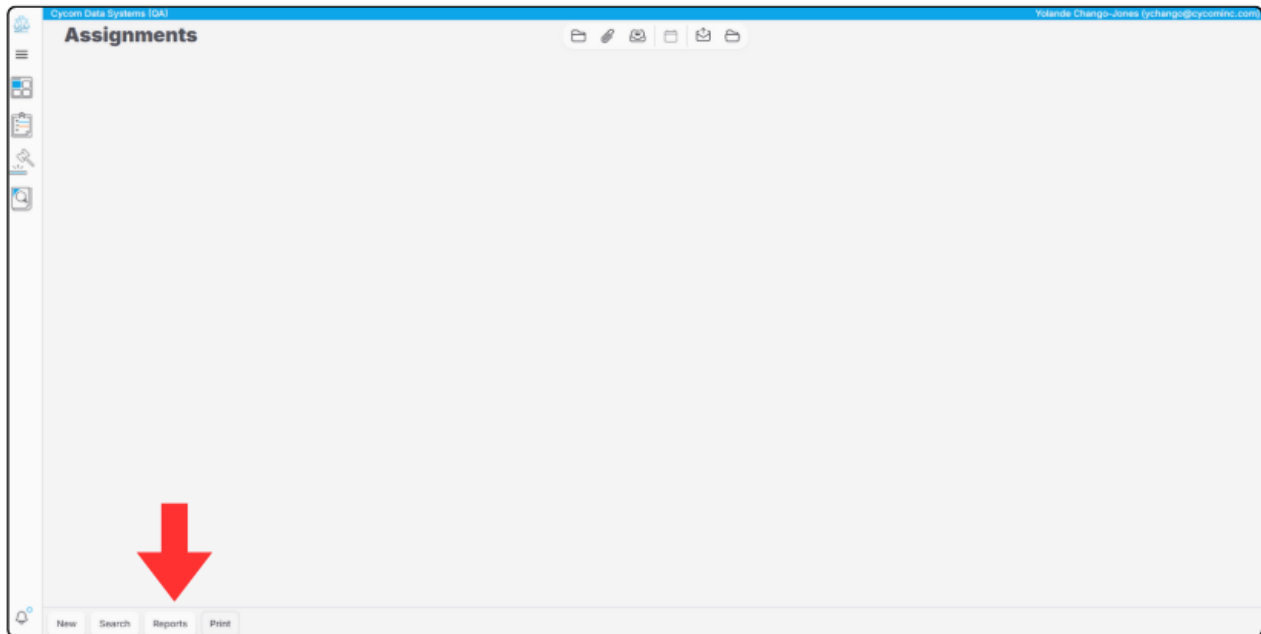 Cycom Data Systems (QA) Yolande Chango-Jones (ychango@cycominc.com)
Assignments
New Search Reports Print